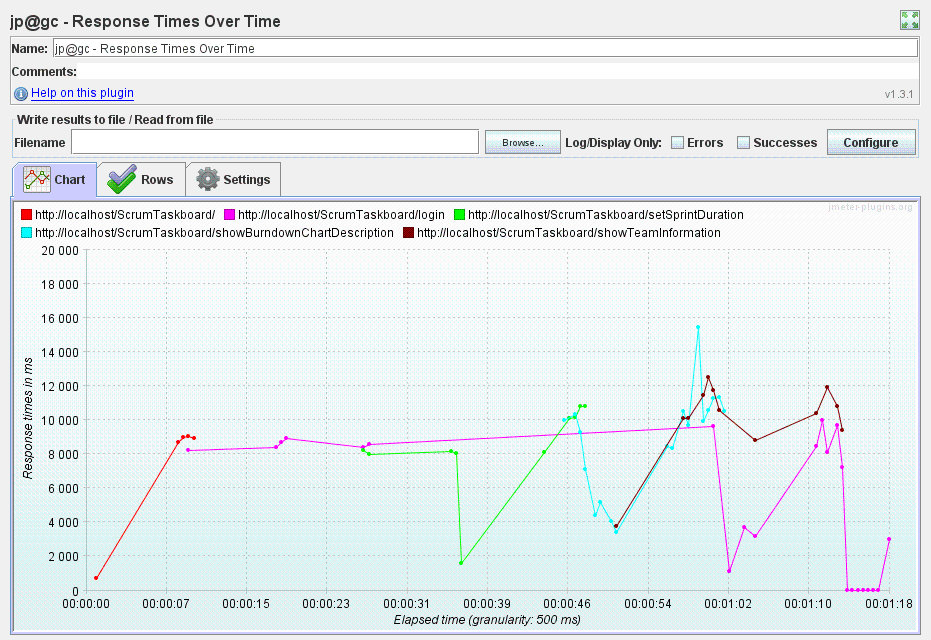 jp@gc - Response Times Over Time
Name: jp@gc - Response Times Over Time
Comments:
Help on this plugin v1.3.1
Write results to file / Read from file
Filename Browse... Log/Display Only: Errors Successes Configure
Chart Rows Settings
jmeter-plugins.org
http://localhost/ScrumTaskboard/ http://localhost/ScrumTaskboard/login http://localhost/ScrumTaskboard/setSprintDuration
http://localhost/ScrumTaskboard/showBurndownChartDescription http://localhost/ScrumTaskboard/showTeamInformation
20 000
18 000
16 000
14 000
12 000
10 000
8 000
6 000
4 000
2 000
0
Response times in ms
00:00:00 00:00:07 00:00:15 00:00:23 00:00:31 00:00:39 00:00:46 00:00:54 00:01:02 00:01:10 00:01:18
Elapsed time (granularity: 500 ms)